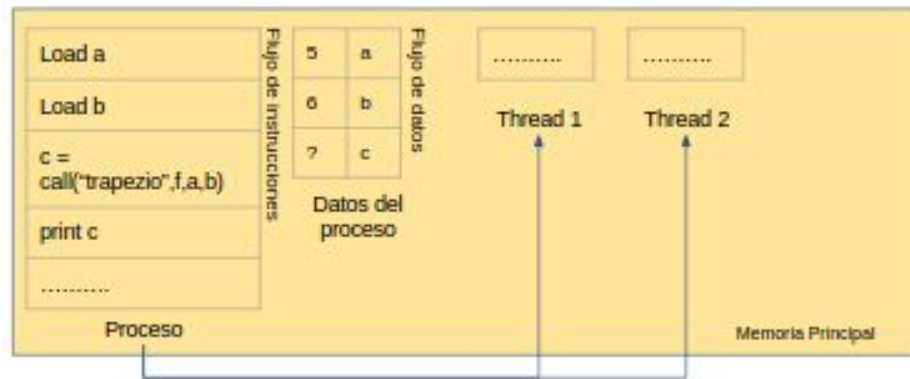 Load a
Load b
c =
call("trapezio",f,a,b)
print c
..........
Proceso
Flujo de instrucciones
5 a
6 b
? c
Datos del
proceso
Flujo de datos
..........
Thread 1
..........
Thread 2
Memoria Principal